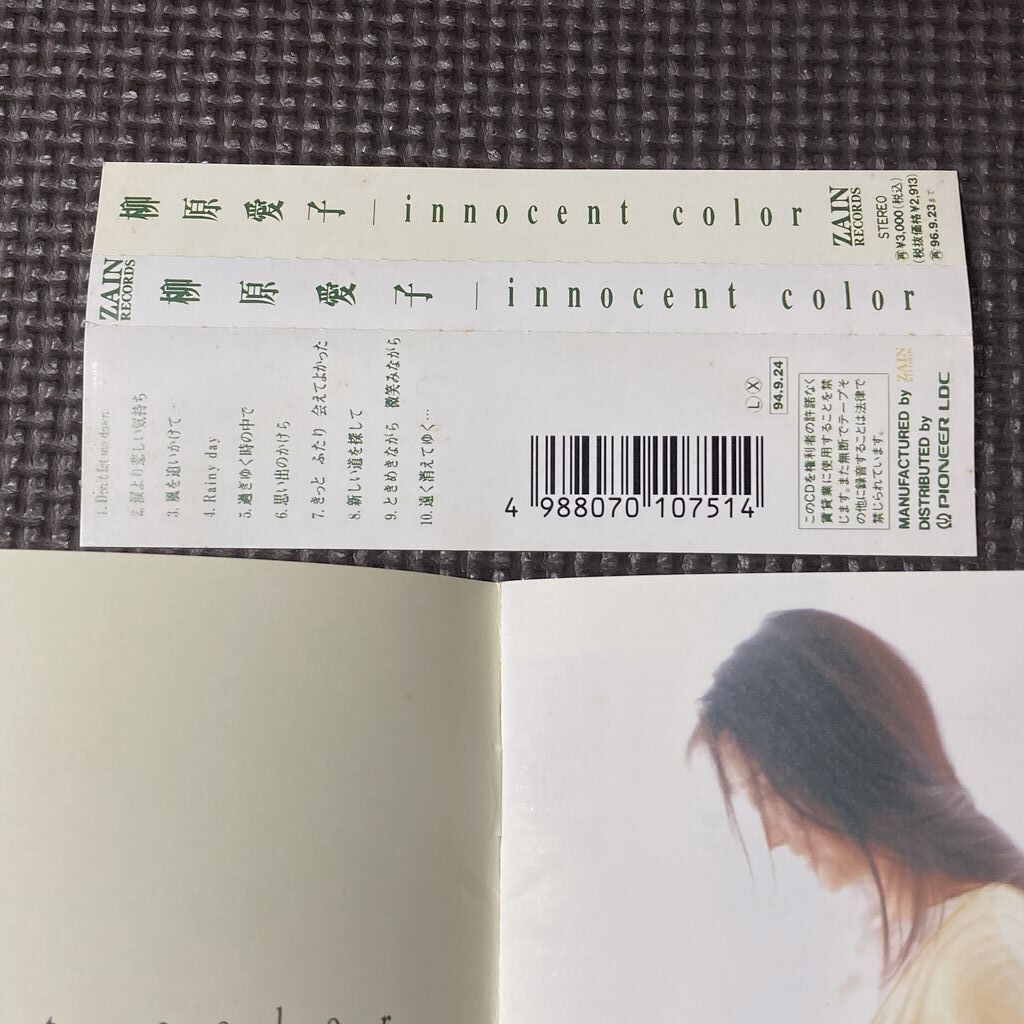 柳原愛子｜innocent color
ZAIN
RECORDS
STEREO
再¥3,000(税込)
(税抜価格¥2,913)
再96.9.23まで
ZAIN
RECORDS
柳原愛子｜innocent color
1. Don't let me down
2. 涙より悲しい気持ち
3. 風を追いかけて
4. Rainy day
5. 過ぎゆく時の中で
6. 思い出のかけら
7. きっと ふたり 会えてよかった
8. 新しい道を探して
9. ときめきながら 微笑みながら
10. 遠く消えてゆく…
L X
94.9.24
4 988070 107514
このCDを権利者の許諾なく
賃貸業に使用することを禁
じます。また無断でテープそ
の他に録音することは法律で
禁じられています。
MANUFACTURED by ZAIN RECORDS
DISTRIBUTED by
PIONEER LDC
t color